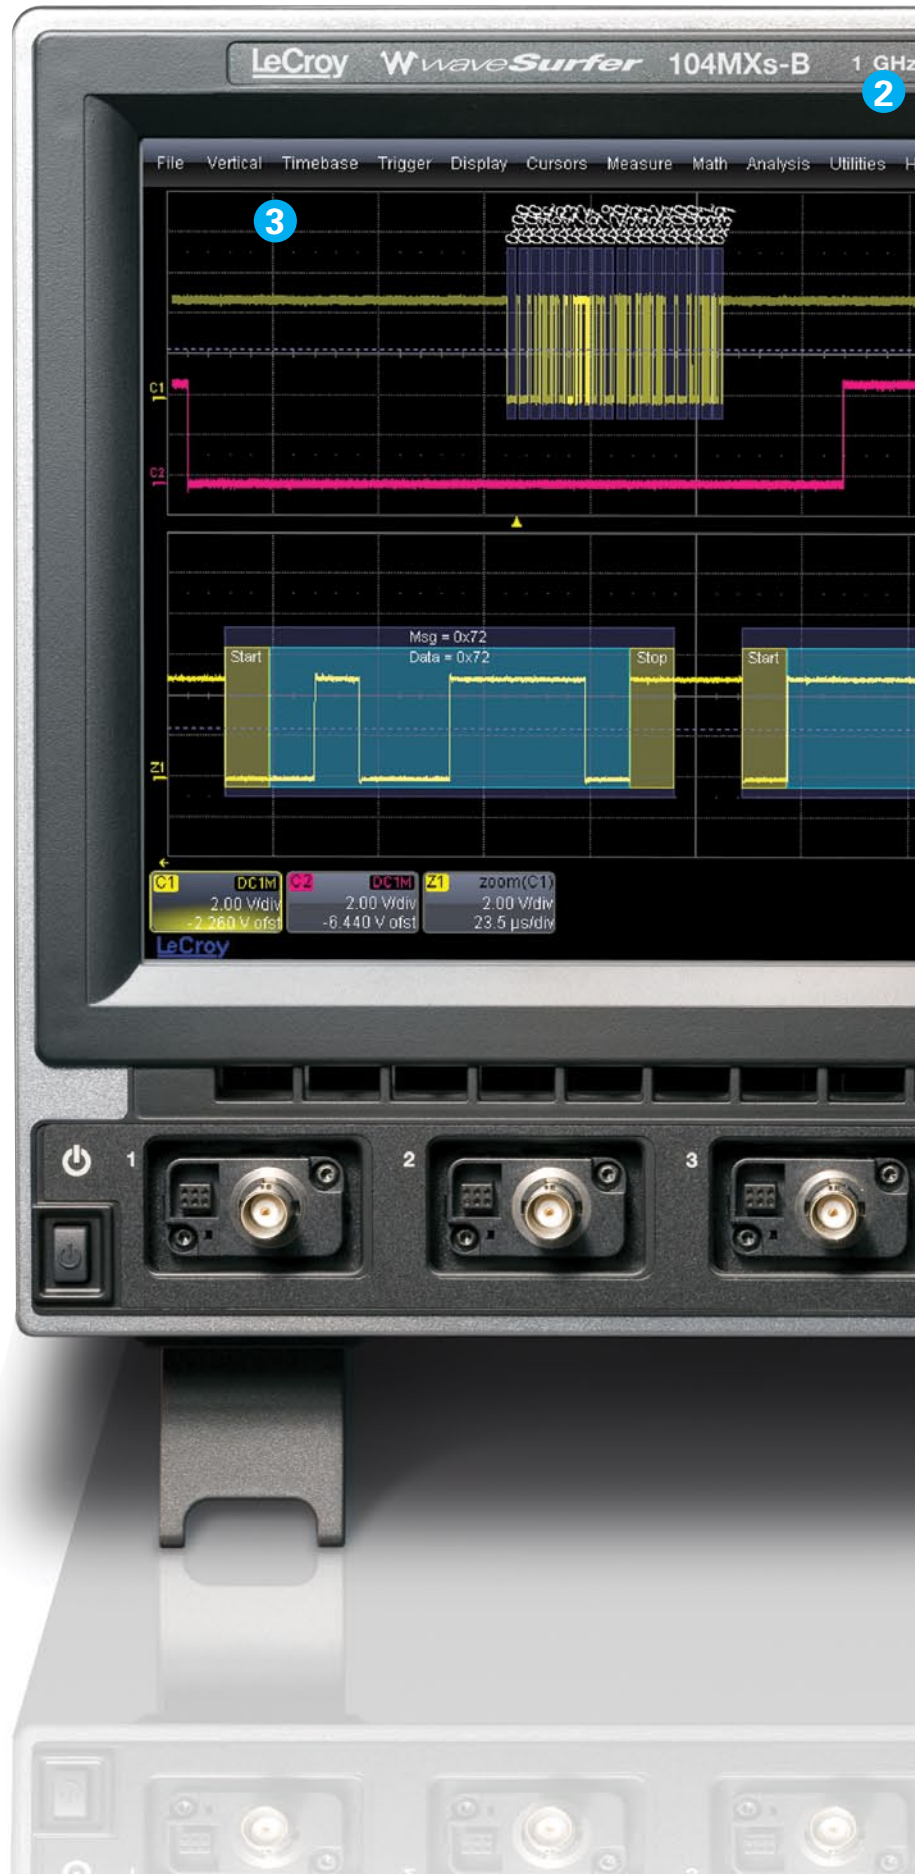 LeCroy WaveSurfer 104MXs-B 1 GHz
2
File Vertical Timebase Trigger Display Cursors Measure Math Analysis Utilities
3
C1
C2
Msg = 0x72
Start Data = 0x72 Stop Start
Z1
C1 DC1M C2 DC1M Z1 zoom(C1)
2.00 V/div 2.00 V/div 2.00 V/div
-2.260 V ofst -6.440 V ofst 23.5 µs/div
LeCroy
1 2 3